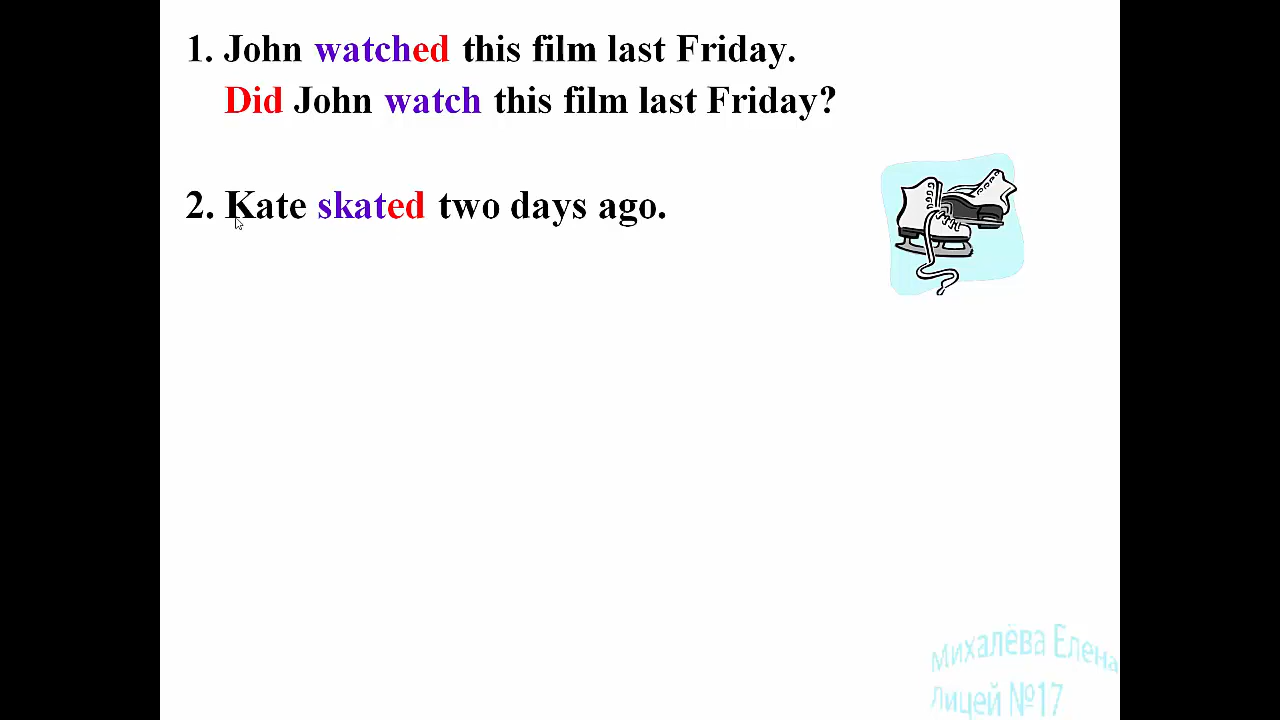 1. John watched this film last Friday.
Did John watch this film last Friday?
2. Kate skated two days ago.
Михалёва Елена
Лицей №17